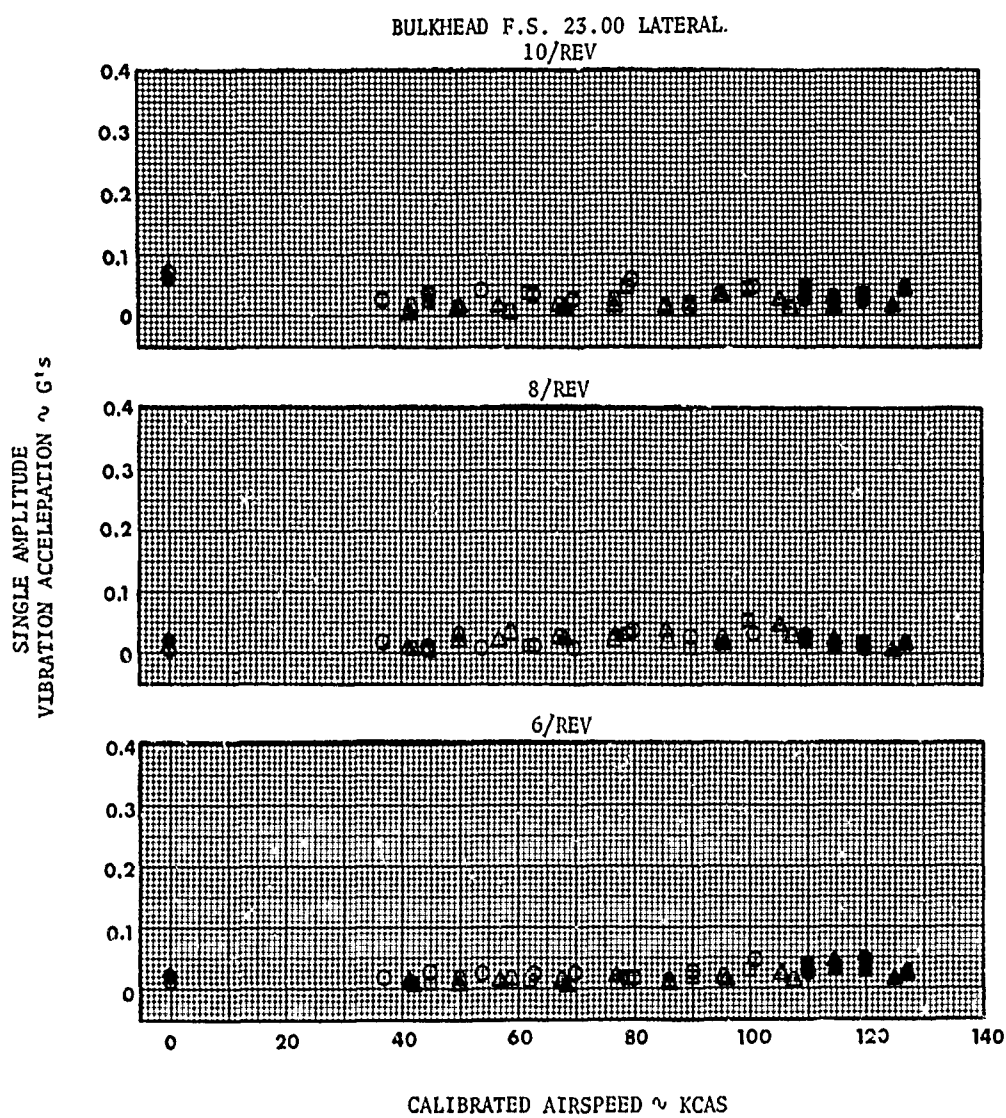 BULKHEAD F.S. 23.00 LATERAL.
10/REV
0.4
0.3
0.2
0.1
0
8/REV
0.4
0.3
0.2
0.1
0
SINGLE AMPLITUDE
VIBRATION ACCELEPATION ~ G's
6/REV
0.4
0.3
0.2
0.1
0
0 20 40 60 80 100 120 140
CALIBRATED AIRSPEED ~ KCAS